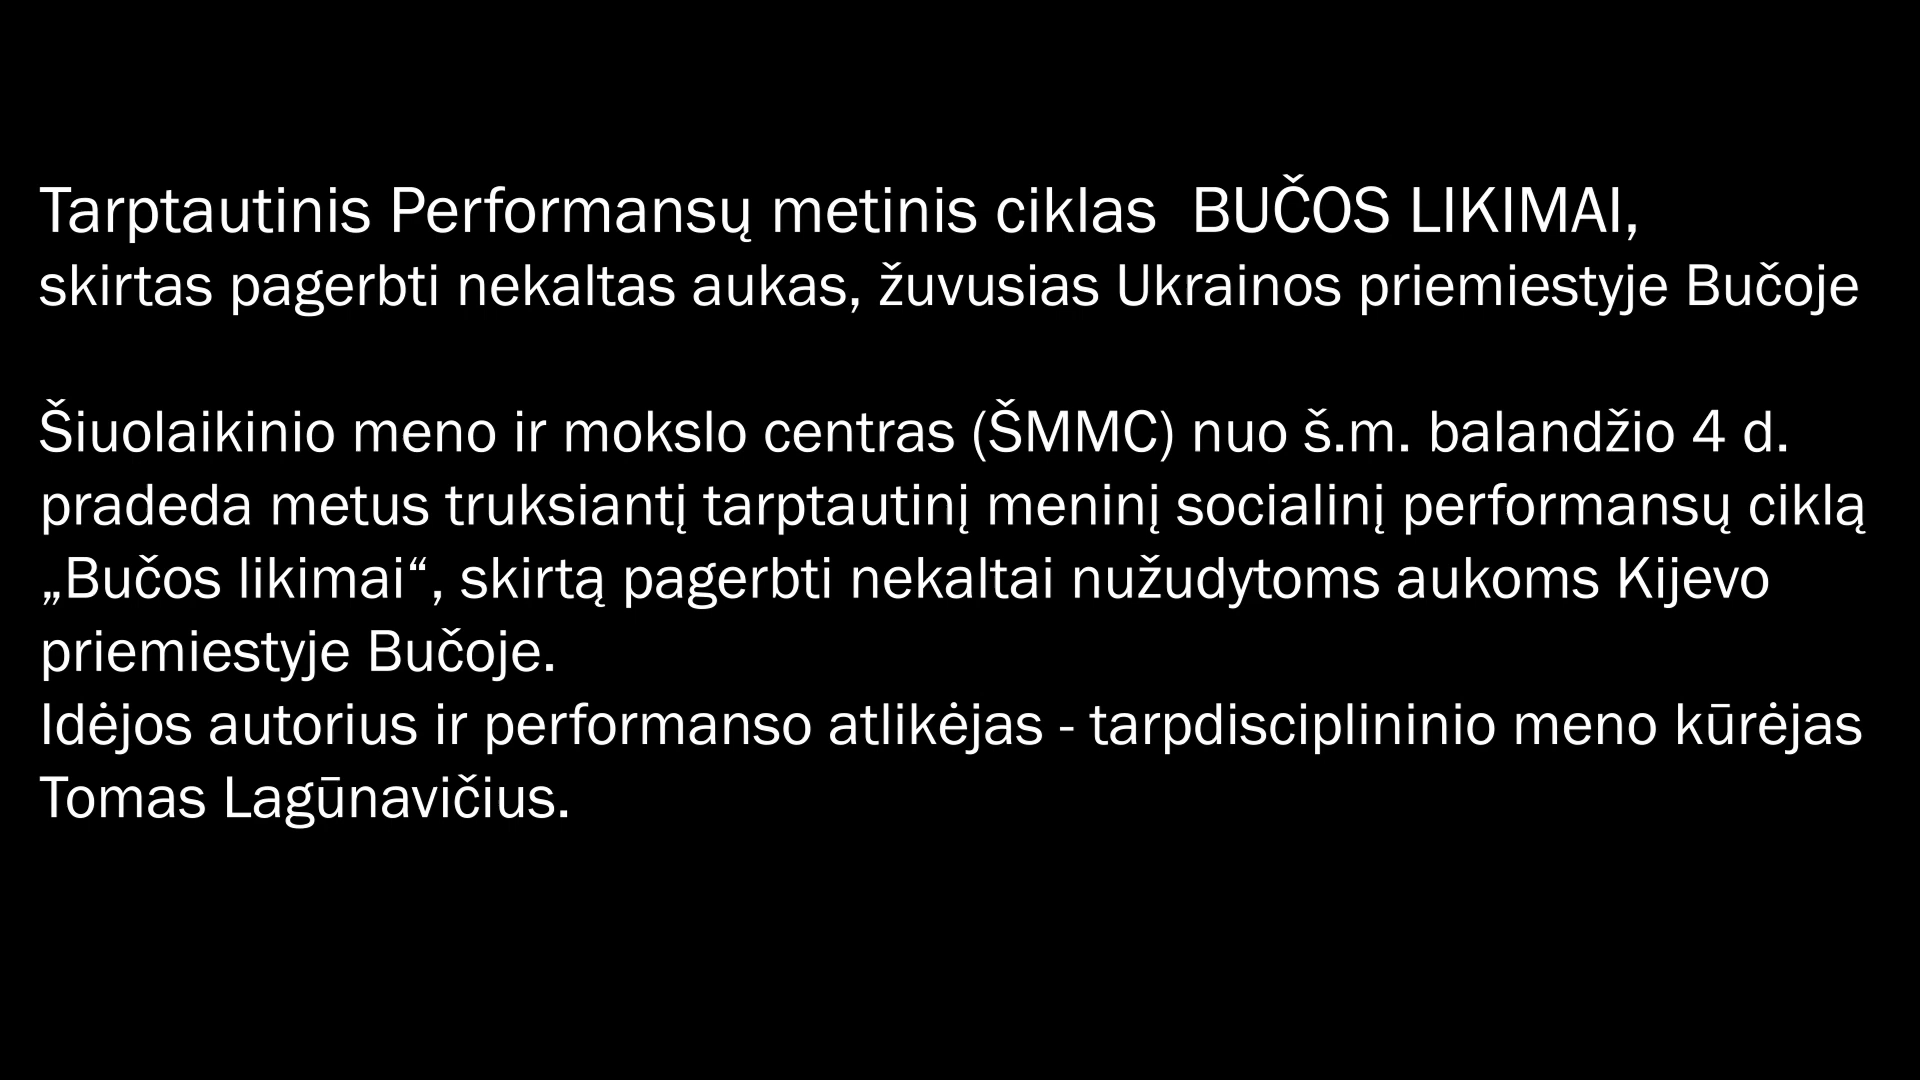 Tarptautinis Performansų metinis ciklas  BUČOS LIKIMAI,
skirtas pagerbti nekaltas aukas, žuvusias Ukrainos priemiestyje Bučoje
Šiuolaikinio meno ir mokslo centras (ŠMMC) nuo š.m. balandžio 4 d.
pradeda metus truksiantį tarptautinį meninį socialinį performansų ciklą
„Bučos likimai“, skirtą pagerbti nekaltai nužudytoms aukoms Kijevo
priemiestyje Bučoje.
Idėjos autorius ir performanso atlikėjas - tarpdisciplininio meno kūrėjas
Tomas Lagūnavičius.